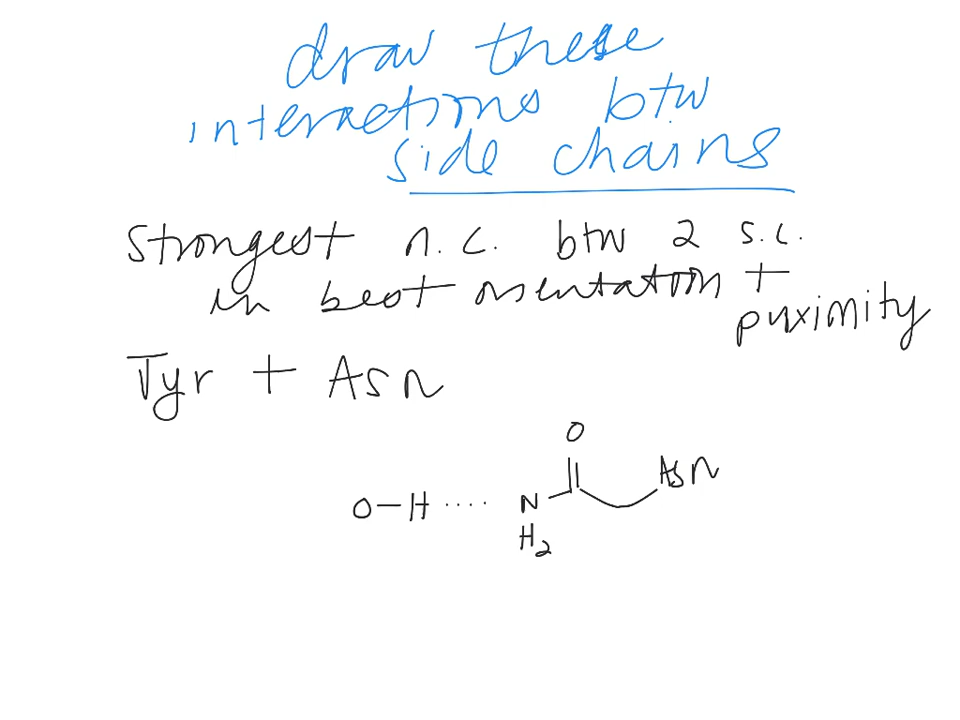 draw these
interactions btw
side chains
Strongest n.c. btw 2 s.c.
in best orientation +
proximity
Tyr + Asn
O
Asn
O–H ···· N
H2